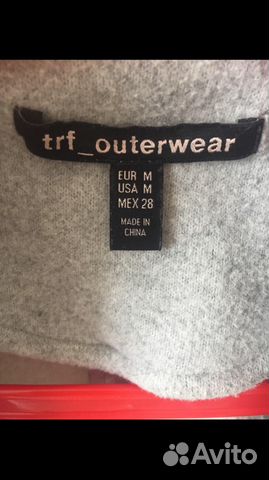 trf_outerwear
EUR M
USA M
MEX 28
MADE IN
CHINA
Avito